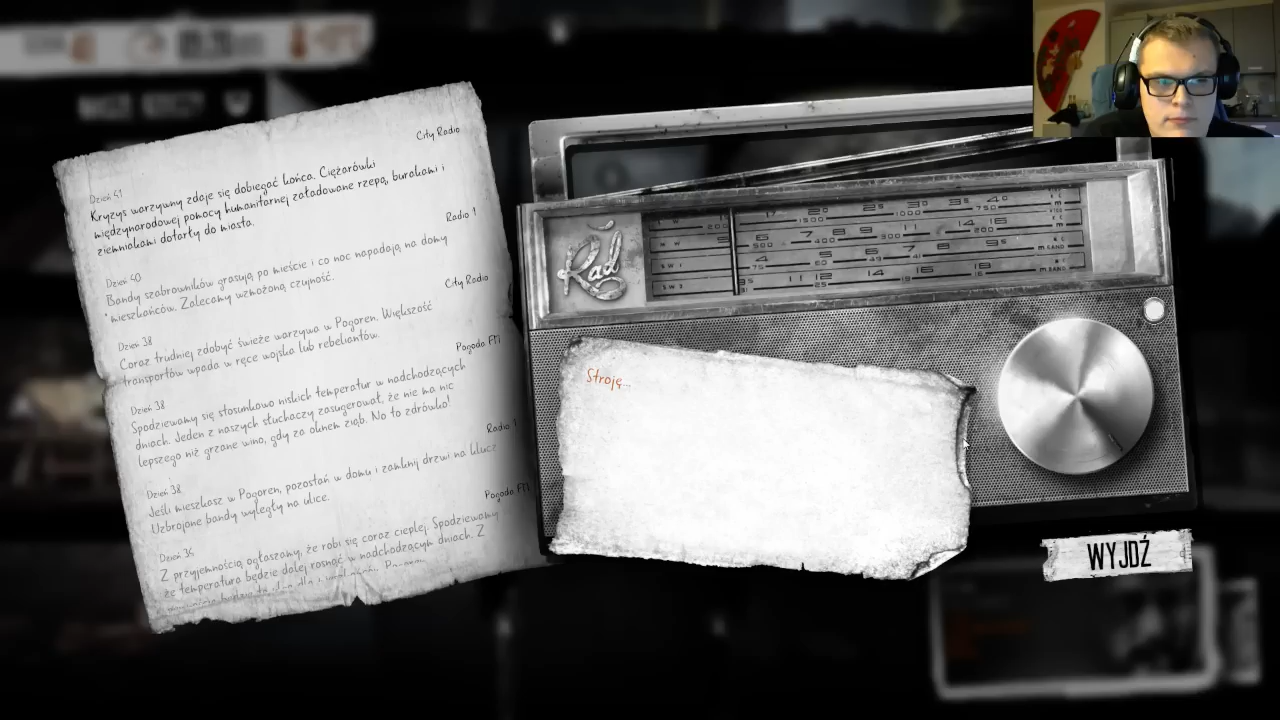 City Radio
Dzień 41
Kryzys warzywny zdaje się dobiegać końca. Ciężarówki
międzynarodowej pomocy humanitarnej załadowane rzepą, burakami i
ziemniakami dotarły do miasta.
Radio 1
Dzień 40
Bandy szabrowników grasują po mieście i co noc napadają na domy
mieszkańców. Zalecamy wzmożoną czujność.
City Radio
Dzień 38
Coraz trudniej zdobyć świeże warzywa w Pogoren. Większość
transportów wpada w ręce wojska lub rebeliantów.
Pogoda FM
Dzień 38
Spodziewamy się stosunkowo niskich temperatur w nadchodzących
dniach. Jeden z naszych słuchaczy zasugerował, że nie ma nic
lepszego niż grzane wino, gdy za oknem ziąb. No to zdrówko!
Radio 1
Dzień 38
Jeśli mieszkasz w Pogoren, pozostań w domu i zamknij drzwi na klucz
Uzbrojone bandy wyległy na ulice.
Pogoda FM
Dzień 36
Z przyjemnością ogłaszamy, że robi się coraz cieplej. Spodziewamy
że temperatura będzie dalej rosnąć w nadchodzącym dniach. Z
Rad
Stroję...
WYJDŹ